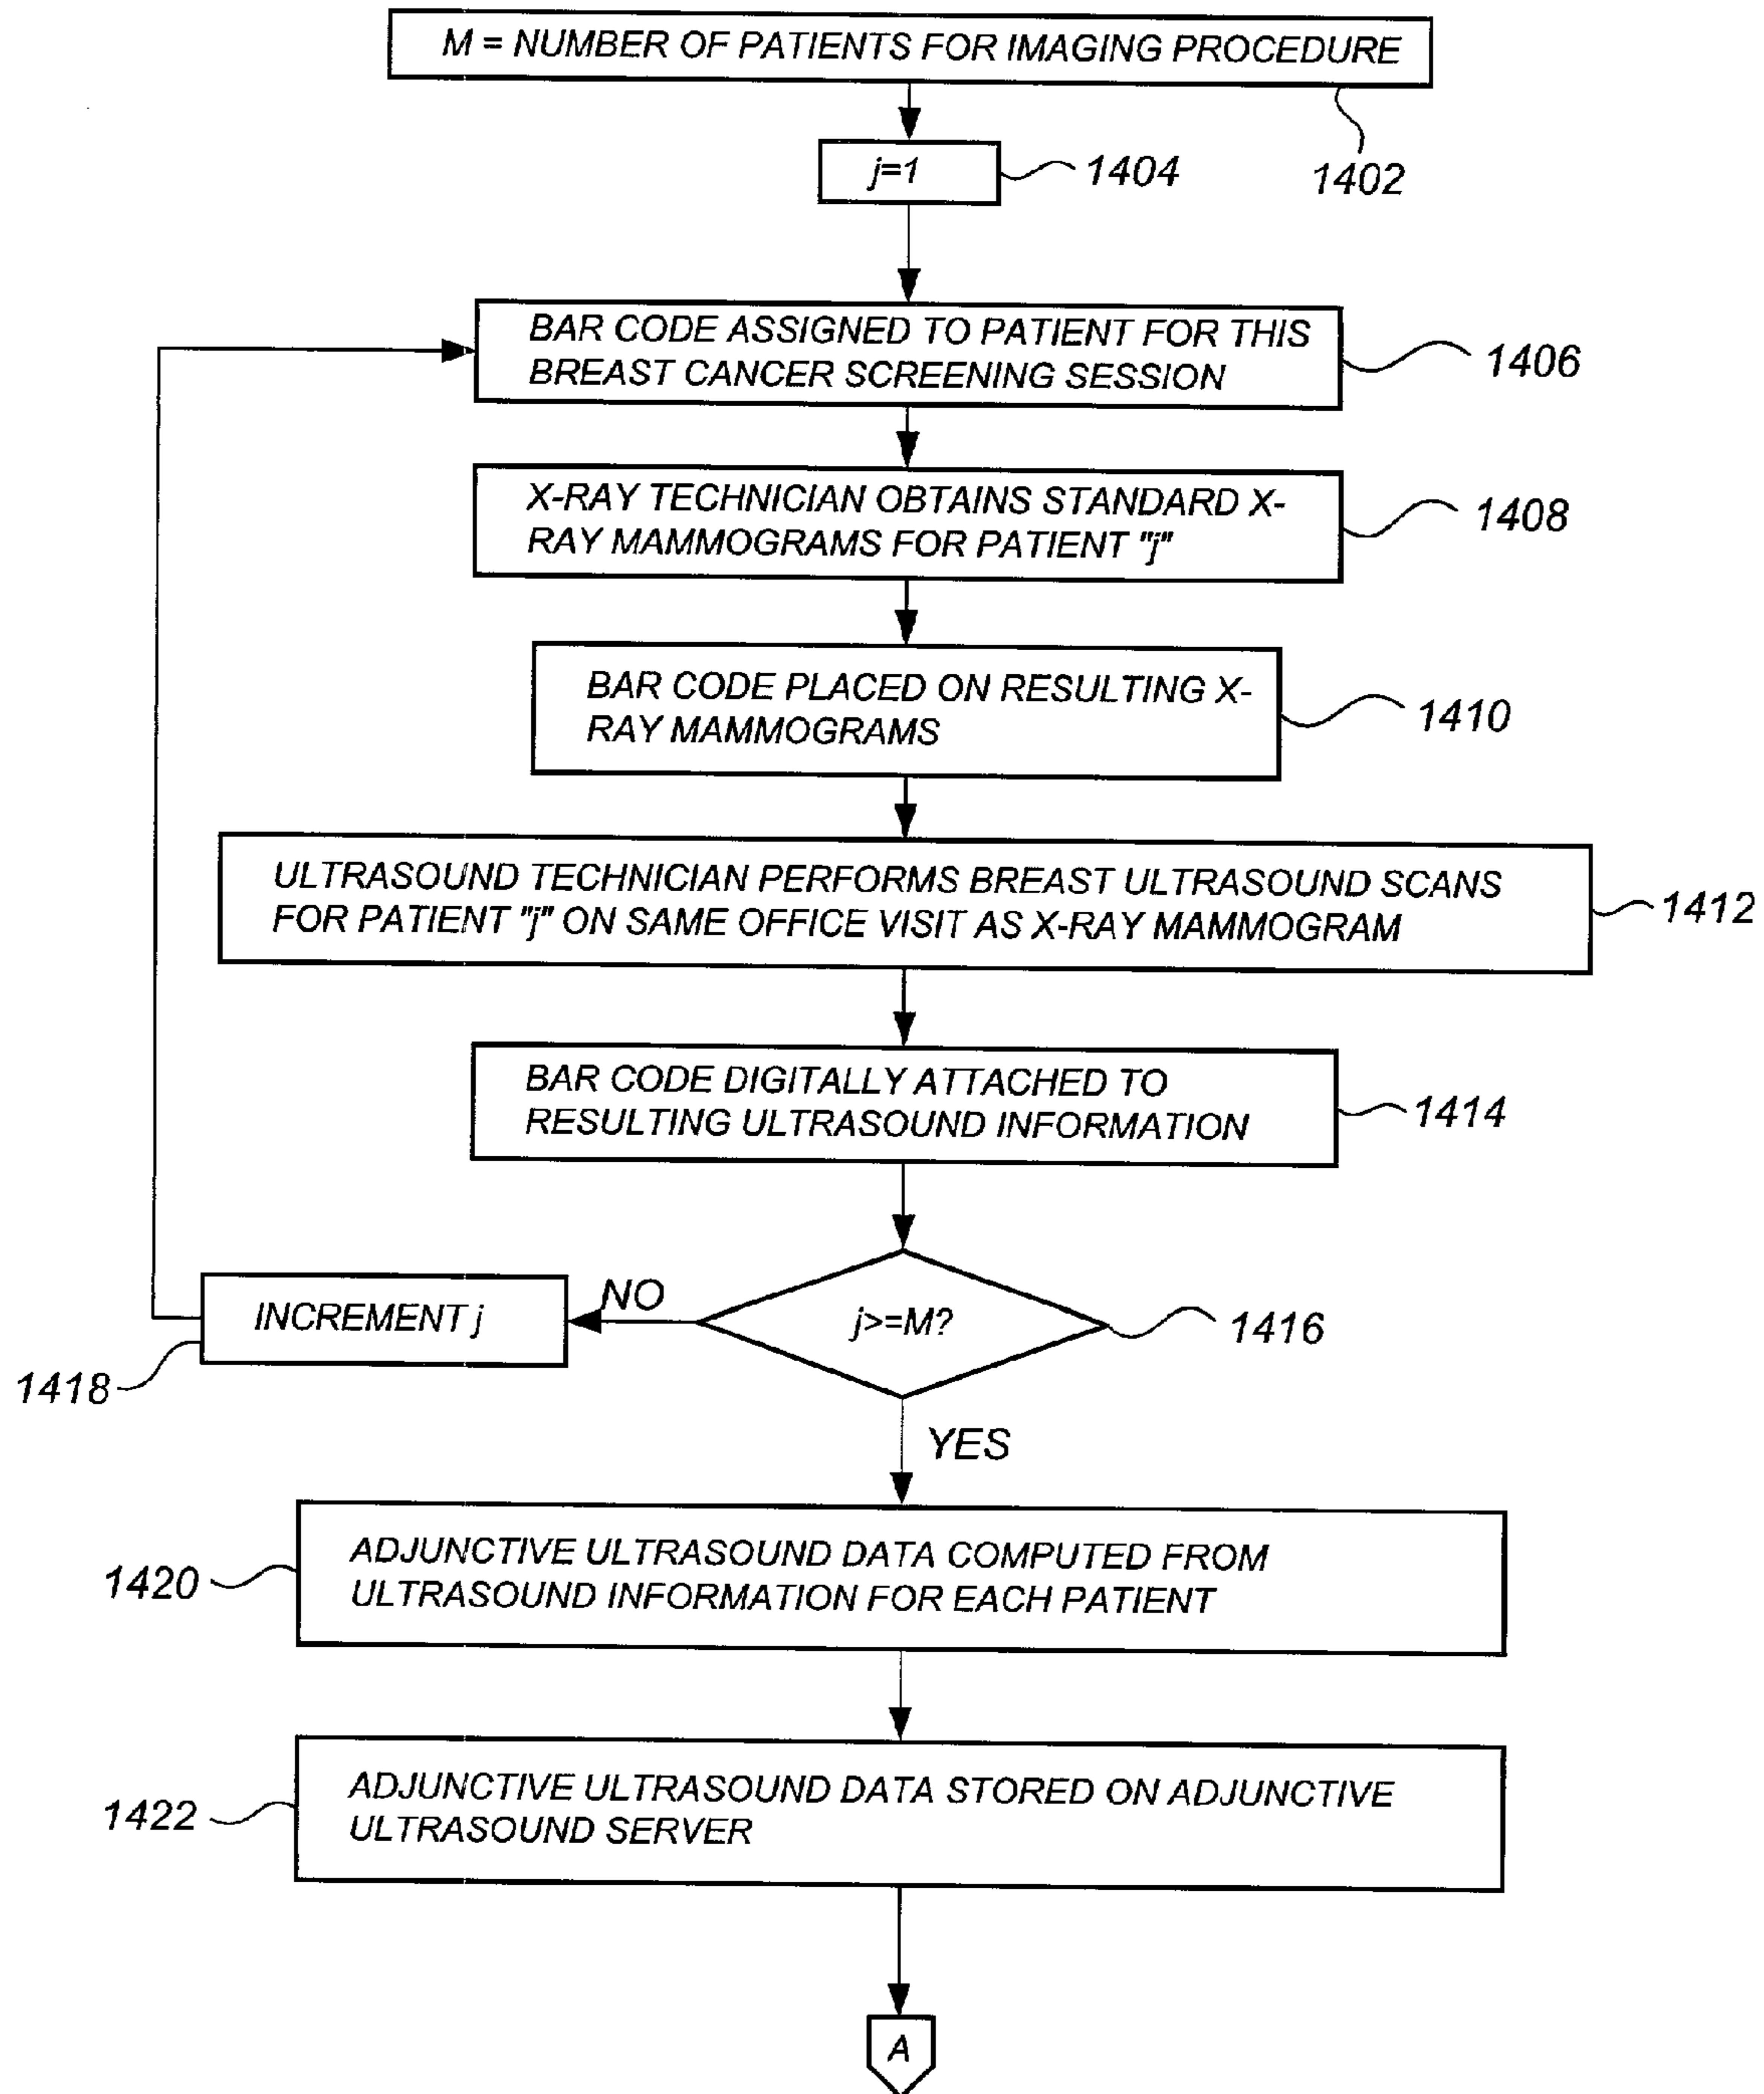 M = NUMBER OF PATIENTS FOR IMAGING PROCEDURE
1402
j=1
1404
BAR CODE ASSIGNED TO PATIENT FOR THIS
BREAST CANCER SCREENING SESSION
1406
X-RAY TECHNICIAN OBTAINS STANDARD X-
RAY MAMMOGRAMS FOR PATIENT "j"
1408
BAR CODE PLACED ON RESULTING X-
RAY MAMMOGRAMS
1410
ULTRASOUND TECHNICIAN PERFORMS BREAST ULTRASOUND SCANS
FOR PATIENT "j" ON SAME OFFICE VISIT AS X-RAY MAMMOGRAM
1412
BAR CODE DIGITALLY ATTACHED TO
RESULTING ULTRASOUND INFORMATION
1414
j>=M?
1416
NO
INCREMENT j
1418
YES
ADJUNCTIVE ULTRASOUND DATA COMPUTED FROM
ULTRASOUND INFORMATION FOR EACH PATIENT
1420
ADJUNCTIVE ULTRASOUND DATA STORED ON ADJUNCTIVE
ULTRASOUND SERVER
1422
A